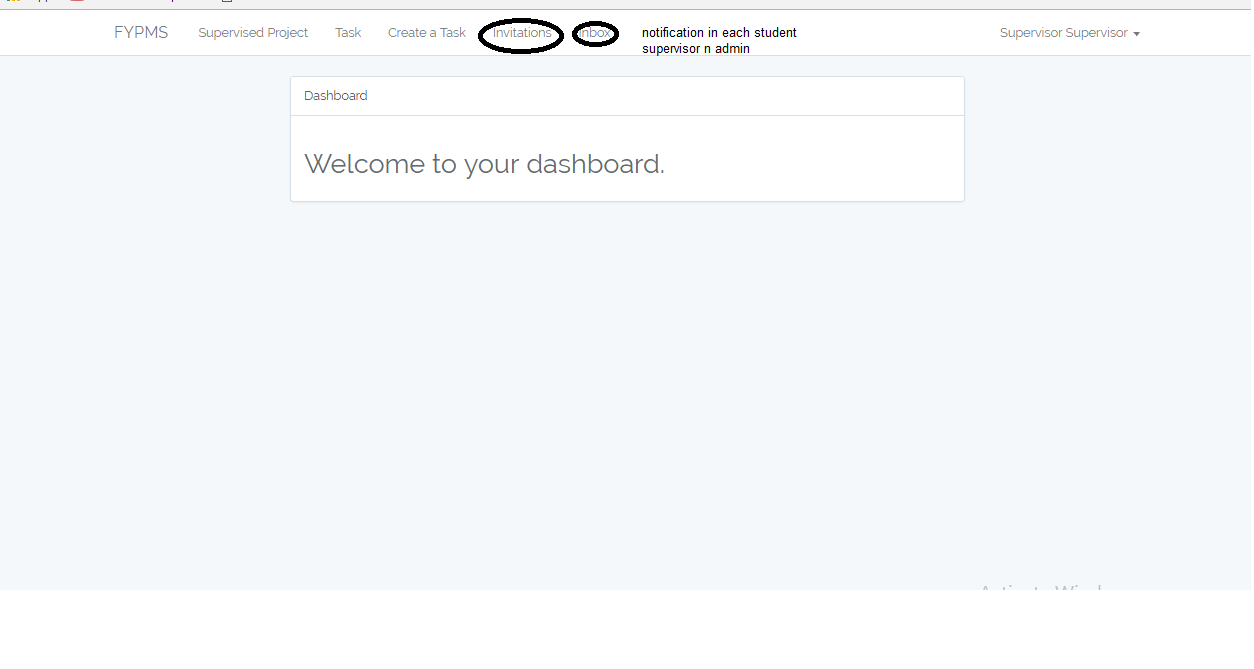 FYPMS Supervised Project Task Create a Task Invitations Inbox notification in each student Supervisor Supervisor
supervisor n admin
Dashboard
Welcome to your dashboard.